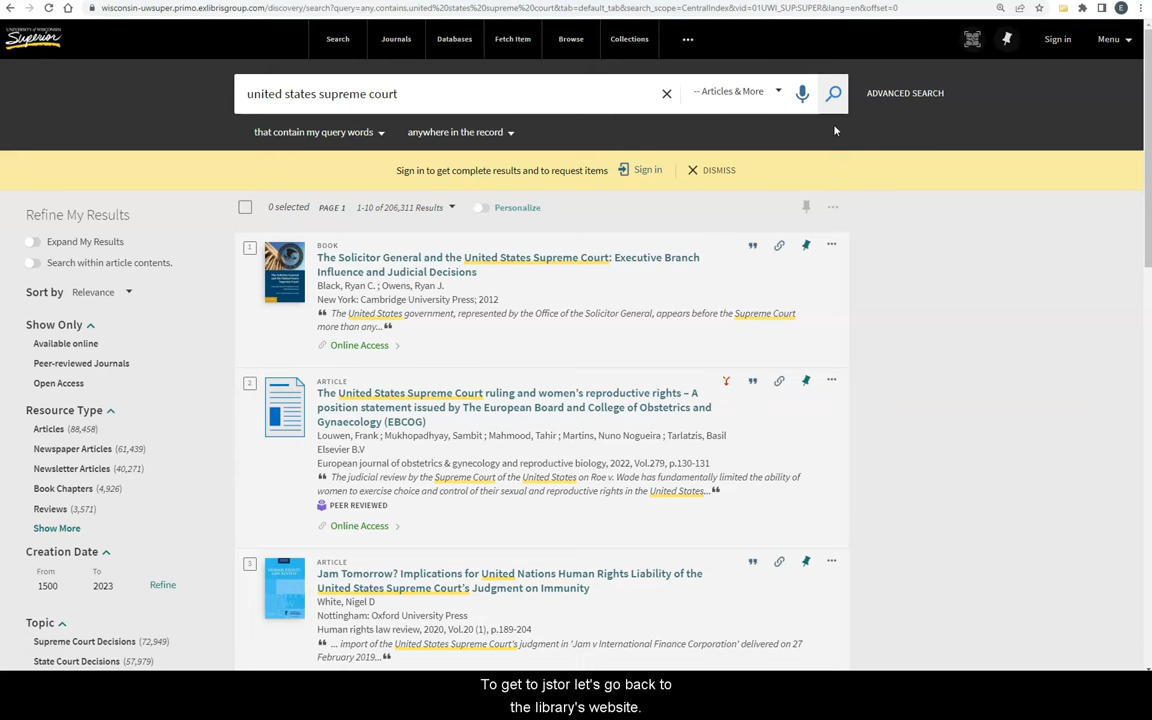 wisconsin-uwsuper.primo.exlibrisgroup.com/discovery/search?query=any.contains.united%20states%20supreme%20court&tab=default_tab&search_scope=CentralIndex&vid=01UWI_SUP:SUPER&lang=en&offset=0
E
UNIVERSITY OF WISCONSIN
Superior
Search
Journals
Databases
Fetch Item
Browse
Collections
Sign in
Menu
united states supreme court
-- Articles & More
ADVANCED SEARCH
that contain my query words
anywhere in the record
Sign in to get complete results and to request items
Sign in
DISMISS
Refine My Results
Expand My Results
Search within article contents.
Sort by Relevance
Show Only
Available online
Peer-reviewed Journals
Open Access
Resource Type
Articles (88,458)
Newspaper Articles (61,439)
Newsletter Articles (40,271)
Book Chapters (4,926)
Reviews (3,571)
Show More
Creation Date
From To
1500 2023 Refine
Topic
Supreme Court Decisions (72,949)
State Court Decisions (57,979)
0 selected PAGE 1 1-10 of 206,311 Results Personalize
1
BOOK
The Solicitor General and the United States Supreme Court: Executive Branch
Influence and Judicial Decisions
Black, Ryan C. ; Owens, Ryan J.
New York: Cambridge University Press; 2012
❝ The United States government, represented by the Office of the Solicitor General, appears before the Supreme Court
more than any...❝
Online Access
2
ARTICLE
The United States Supreme Court ruling and women's reproductive rights – A
position statement issued by The European Board and College of Obstetrics and
Gynaecology (EBCOG)
Louwen, Frank ; Mukhopadhyay, Sambit ; Mahmood, Tahir ; Martins, Nuno Nogueira ; Tarlatzis, Basil
Elsevier B.V
European journal of obstetrics & gynecology and reproductive biology, 2022, Vol.279, p.130-131
❝ The judicial review by the Supreme Court of the United States on Roe v. Wade has fundamentally limited the ability of
women to exercise choice and control of their sexual and reproductive rights in the United States...❝
PEER REVIEWED
Online Access
3
ARTICLE
Jam Tomorrow? Implications for United Nations Human Rights Liability of the
United States Supreme Court's Judgment on Immunity
White, Nigel D
Nottingham: Oxford University Press
Human rights law review, 2020, Vol.20 (1), p.189-204
❝ ... import of the United States Supreme Court's judgment in 'Jam v International Finance Corporation' delivered on 27
February 2019...❝
To get to jstor let's go back to
the library's website.